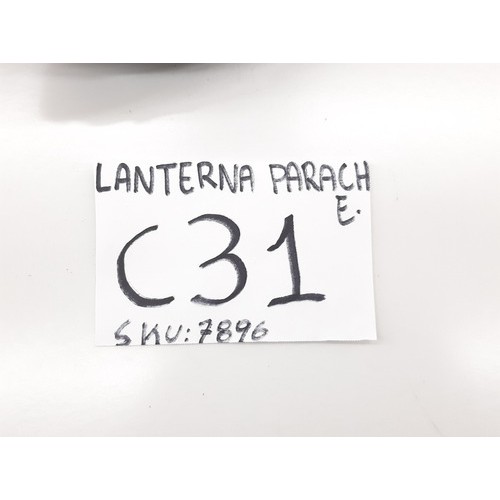 LANTERNA PARACH
E.
C31
SKU: 7896